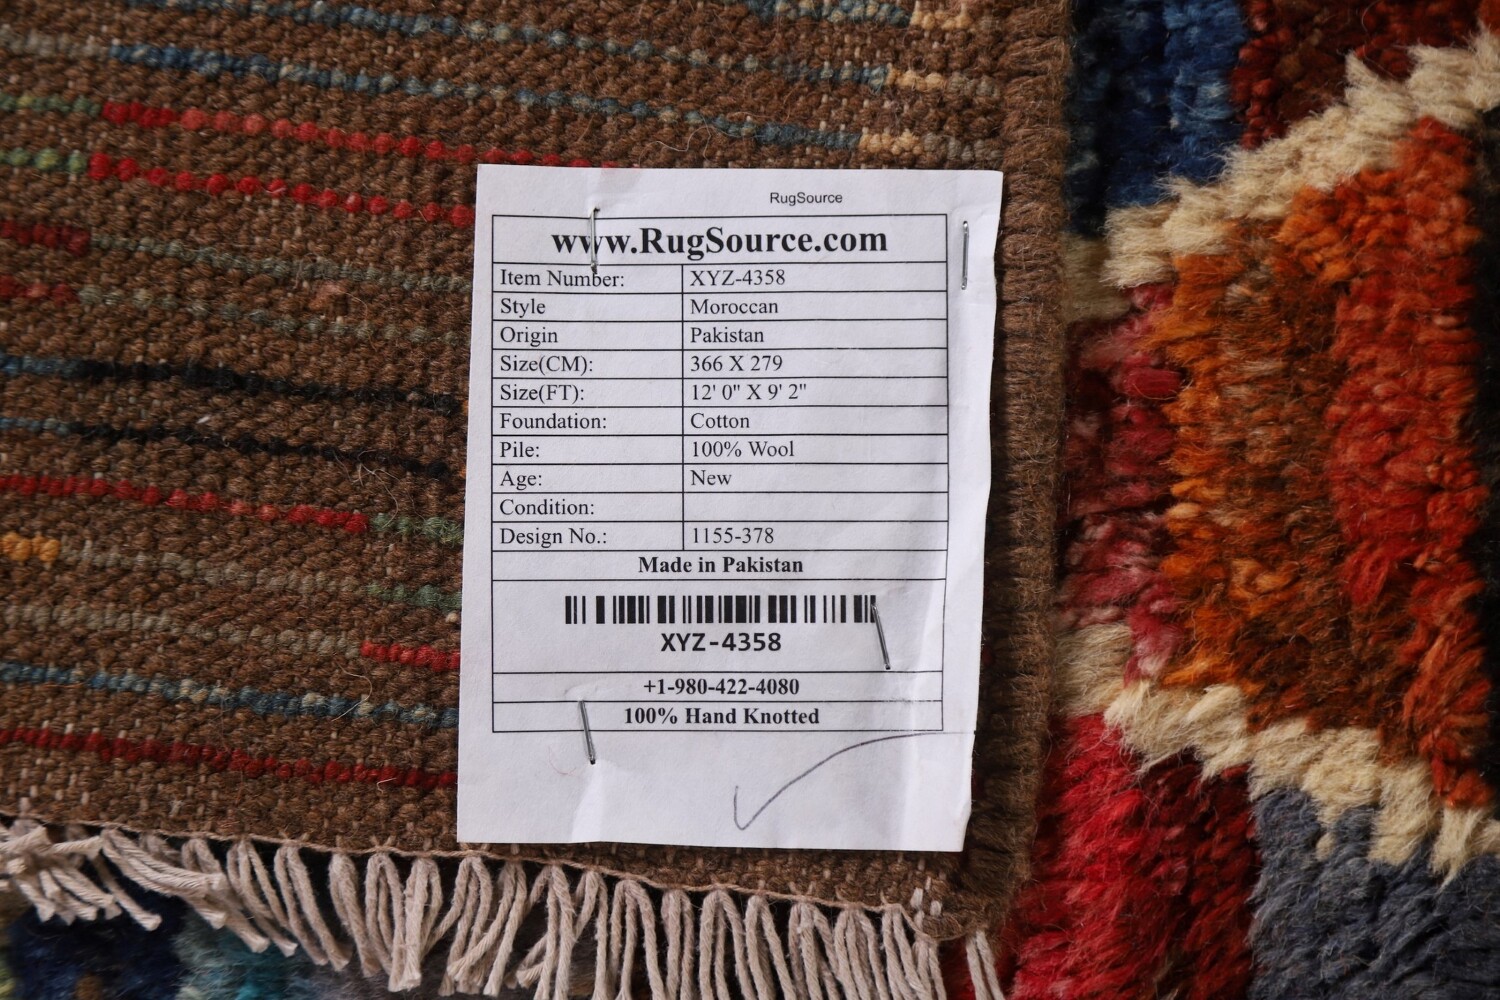 RugSource
www.RugSource.com
Item Number: XYZ-4358
Style Moroccan
Origin Pakistan
Size(CM): 366 X 279
Size(FT): 12' 0" X 9' 2"
Foundation: Cotton
Pile: 100% Wool
Age: New
Condition:
Design No.: 1155-378
Made in Pakistan
XYZ-4358
+1-980-422-4080
100% Hand Knotted